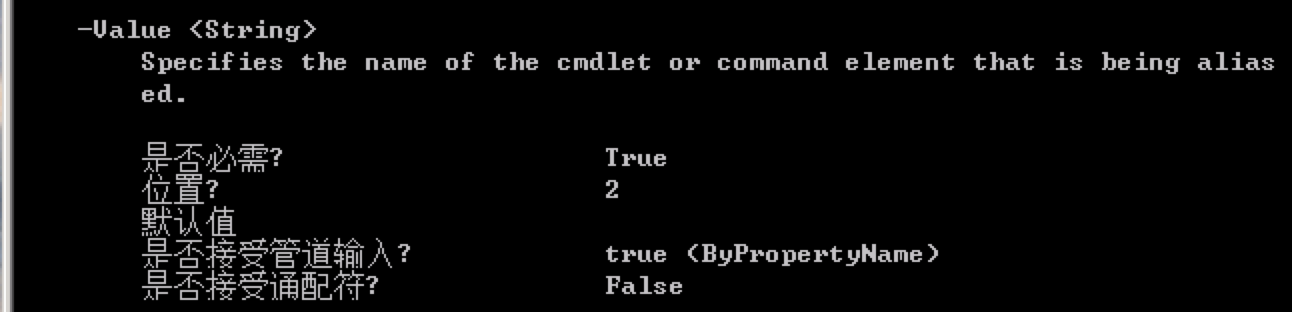 -Value <String>
Specifies the name of the cmdlet or command element that is being alias
ed.
是否必需? True
位置? 2
默认值
是否接受管道输入? true (ByPropertyName)
是否接受通配符? False